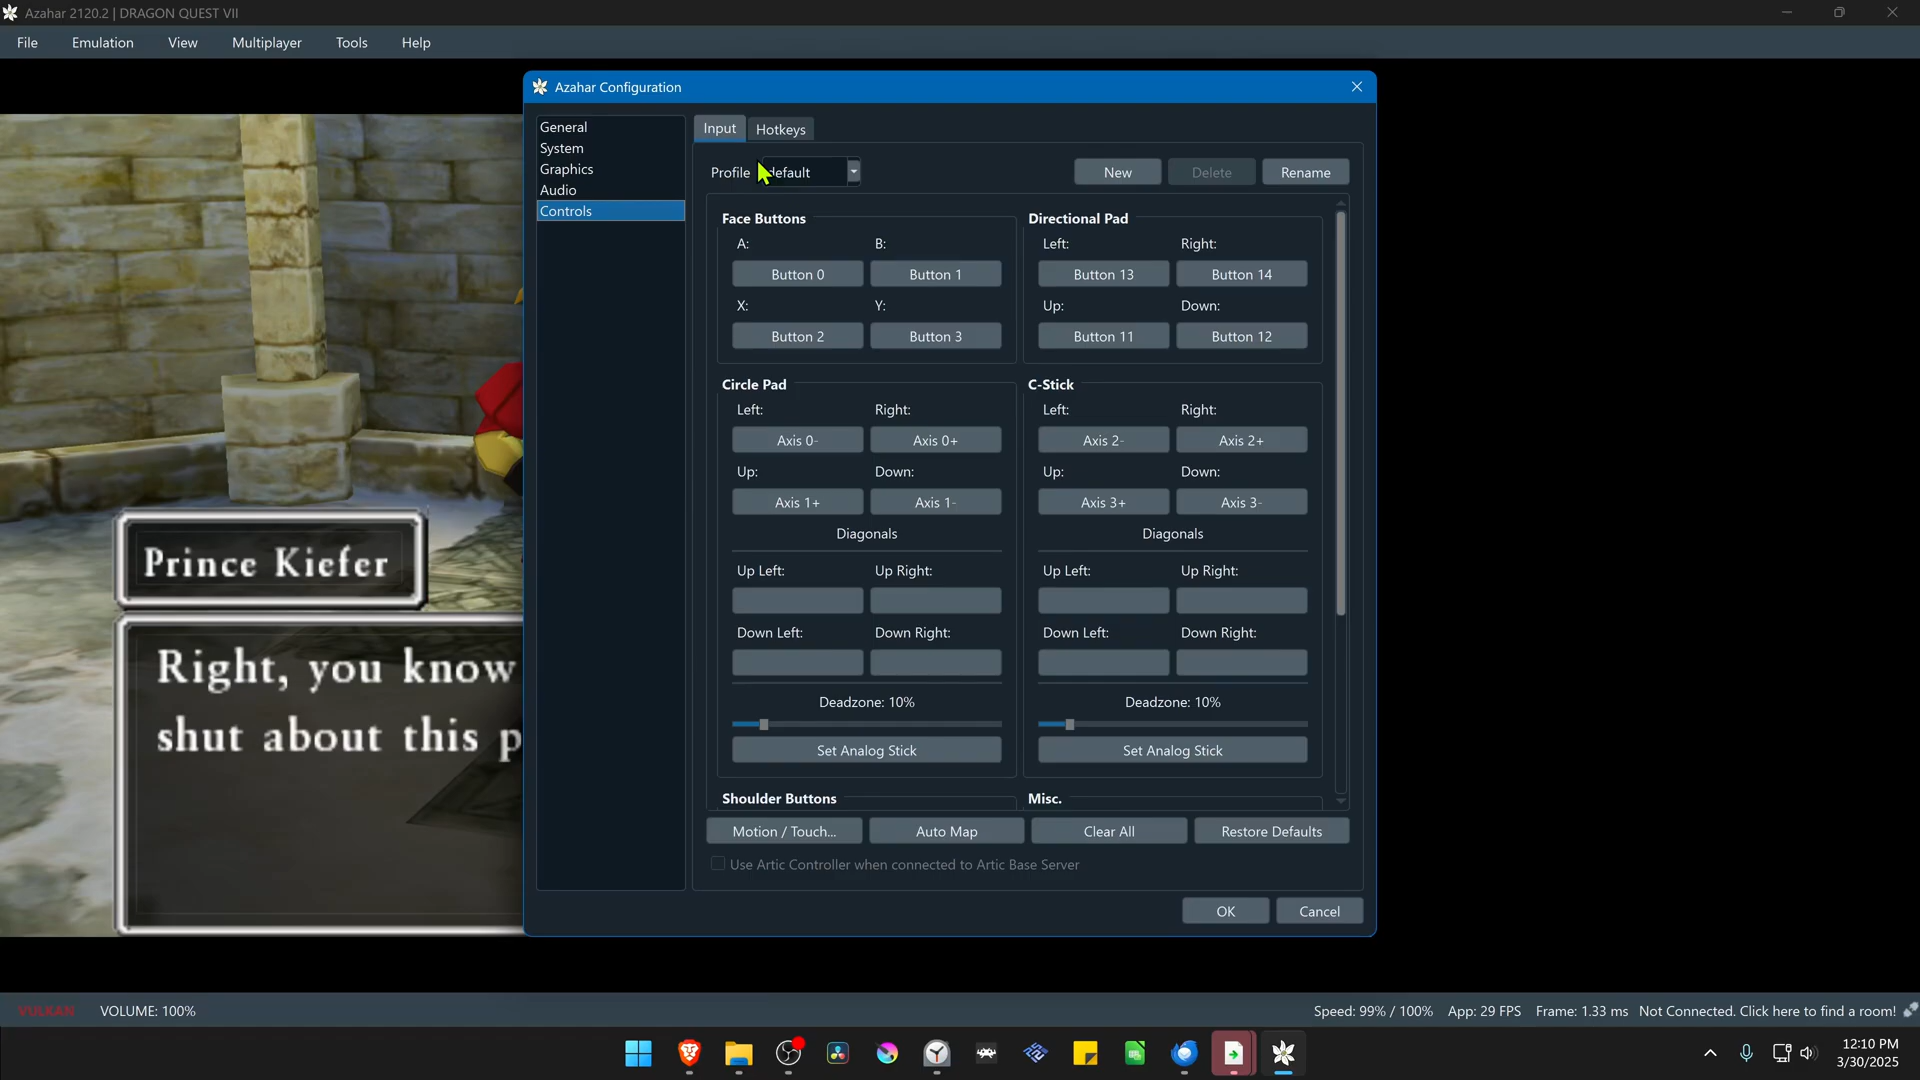 Azahar 2120.2 | DRAGON QUEST VII
File Emulation View Multiplayer Tools Help
Azahar Configuration
General
System
Graphics
Audio
Controls
Input Hotkeys
Profile default New Delete Rename
Face Buttons
A: B:
Button 0 Button 1
X: Y:
Button 2 Button 3
Directional Pad
Left: Right:
Button 13 Button 14
Up: Down:
Button 11 Button 12
Circle Pad
Left: Right:
Axis 0- Axis 0+
Up: Down:
Axis 1+ Axis 1-
Diagonals
Up Left: Up Right:
Down Left: Down Right:
Deadzone: 10%
Set Analog Stick
C-Stick
Left: Right:
Axis 2- Axis 2+
Up: Down:
Axis 3+ Axis 3-
Diagonals
Up Left: Up Right:
Down Left: Down Right:
Deadzone: 10%
Set Analog Stick
Shoulder Buttons Misc.
Motion / Touch... Auto Map Clear All Restore Defaults
Use Artic Controller when connected to Artic Base Server
OK Cancel
Prince Kiefer
Right, you know
shut about this p
VULKAN VOLUME: 100% Speed: 99% / 100% App: 29 FPS Frame: 1.33 ms Not Connected. Click here to find a room!
12:10 PM
3/30/2025